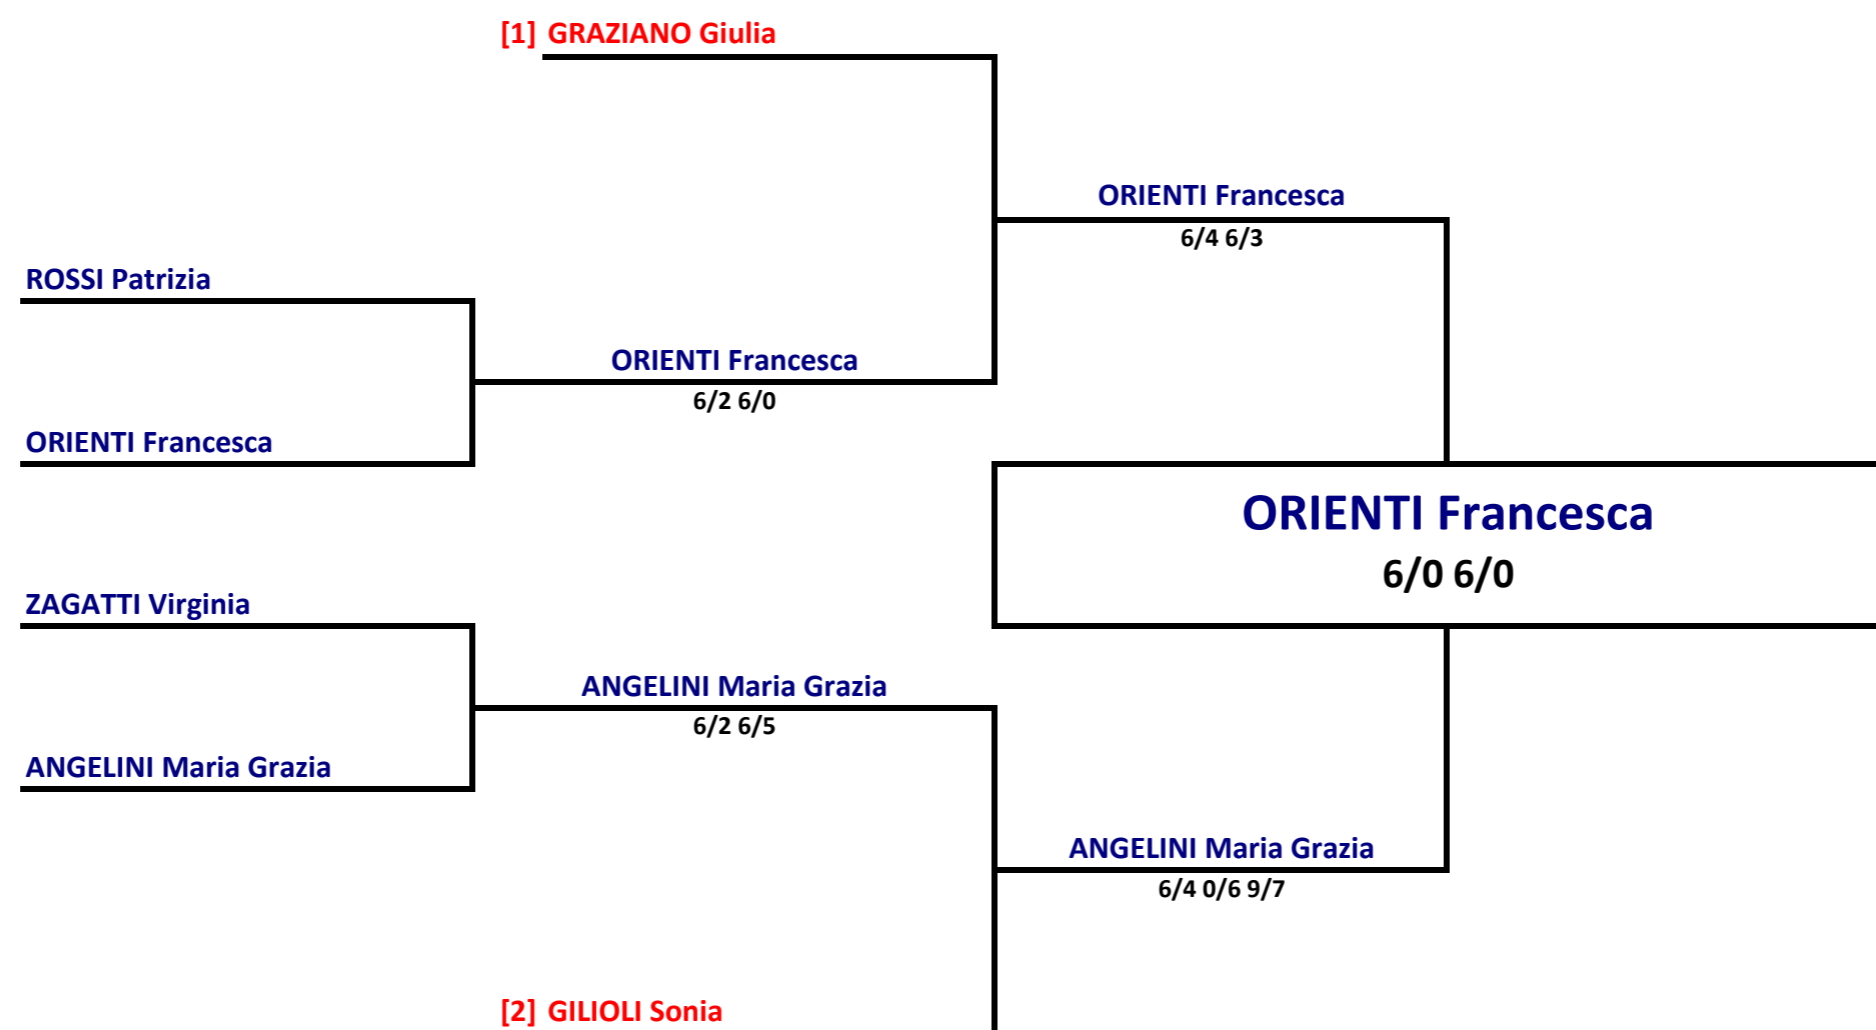 [1] GRAZIANO Giulia
ORIENTI Francesca
6/4 6/3
ROSSI Patrizia
ORIENTI Francesca
6/2 6/0
ORIENTI Francesca
ORIENTI Francesca
6/0 6/0
ZAGATTI Virginia
ANGELINI Maria Grazia
6/2 6/5
ANGELINI Maria Grazia
ANGELINI Maria Grazia
6/4 0/6 9/7
[2] GILIOLI Sonia